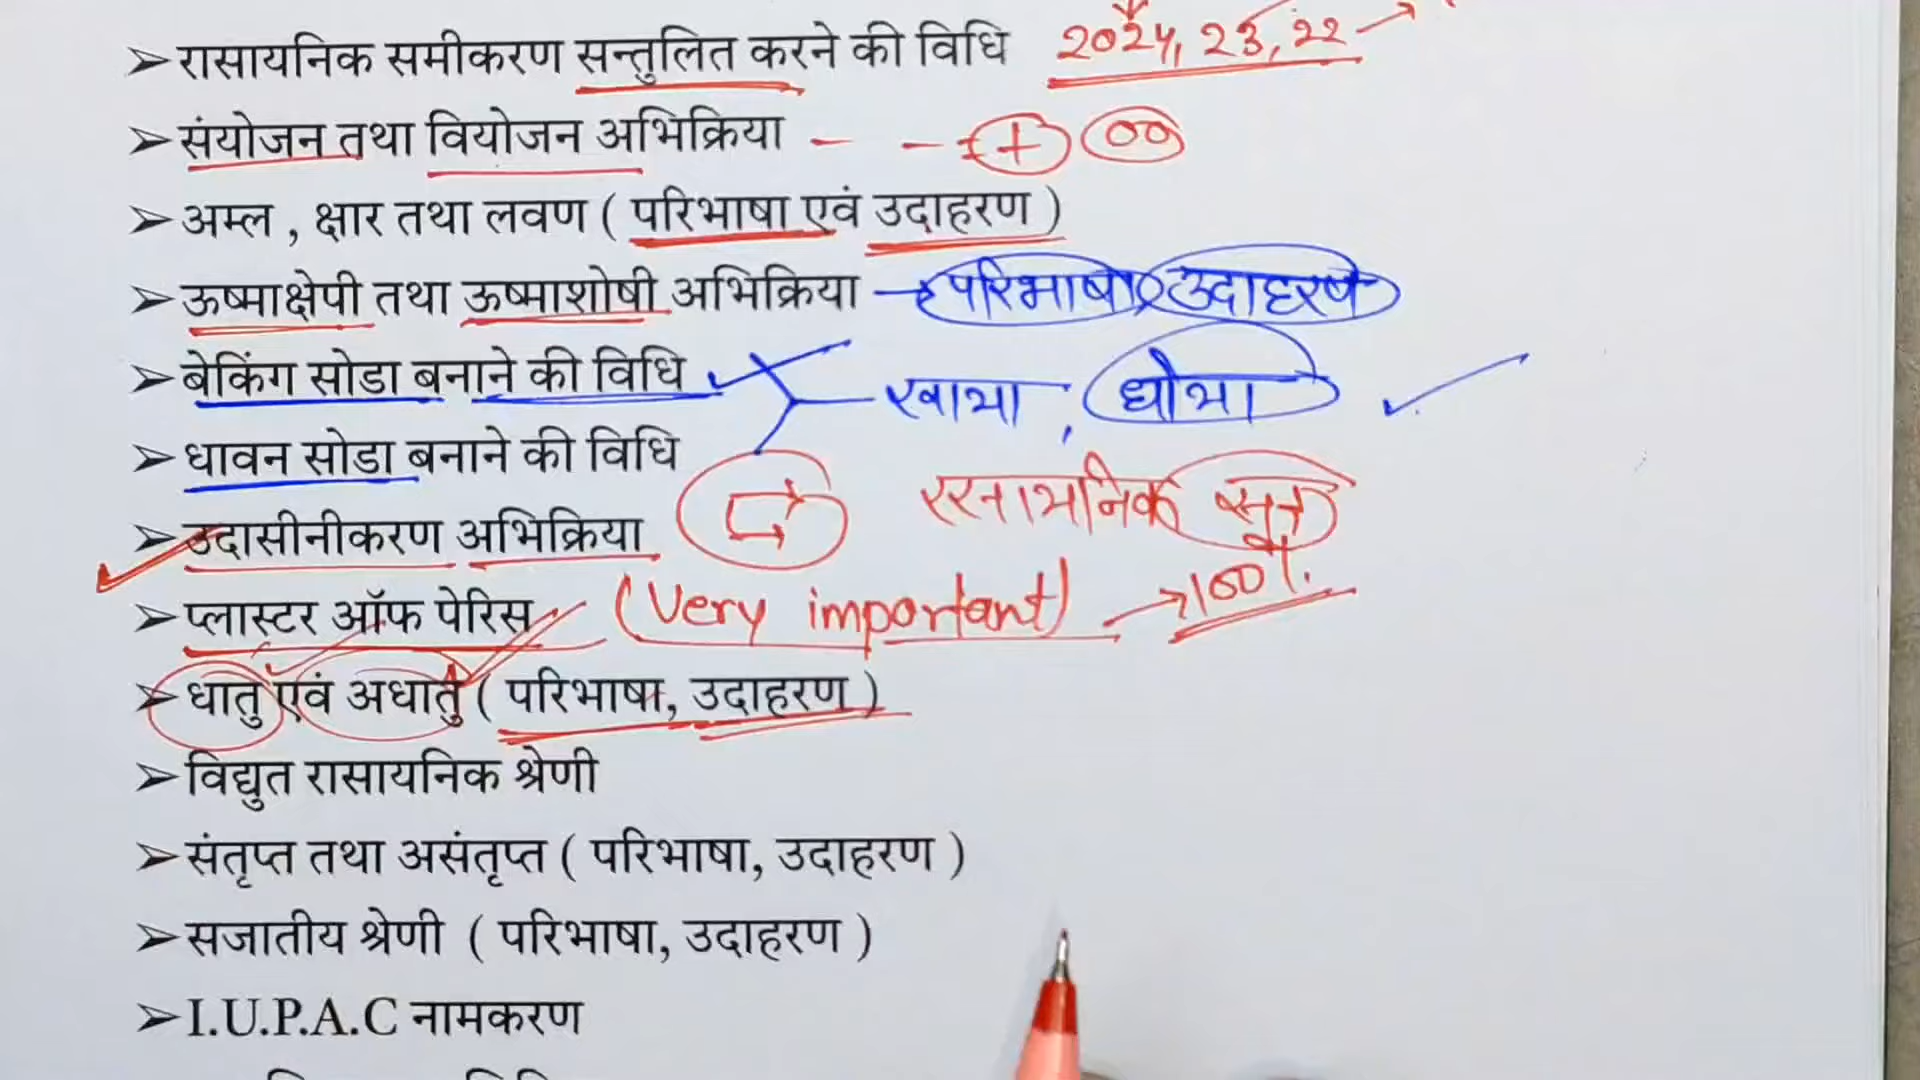 ➢ रासायनिक समीकरण सन्तुलित करने की विधि 2024, 23, 22 →
➢ संयोजन तथा वियोजन अभिक्रिया - - + 00
➢ अम्ल , क्षार तथा लवण ( परिभाषा एवं उदाहरण )
➢ ऊष्माक्षेपी तथा ऊष्माशोषी अभिक्रिया → परिभाषा, उदाहरण
➢ बेकिंग सोडा बनाने की विधि खाना , धोना
➢ धावन सोडा बनाने की विधि
➢ उदासीनीकरण अभिक्रिया सूत्र
➢ प्लास्टर ऑफ पेरिस (Very important) → 100%
➢ धातु एवं अधातु ( परिभाषा, उदाहरण )
➢ विद्युत रासायनिक श्रेणी
➢ संतृप्त तथा असंतृप्त ( परिभाषा, उदाहरण )
➢ सजातीय श्रेणी ( परिभाषा, उदाहरण )
➢ I.U.P.A.C नामकरण